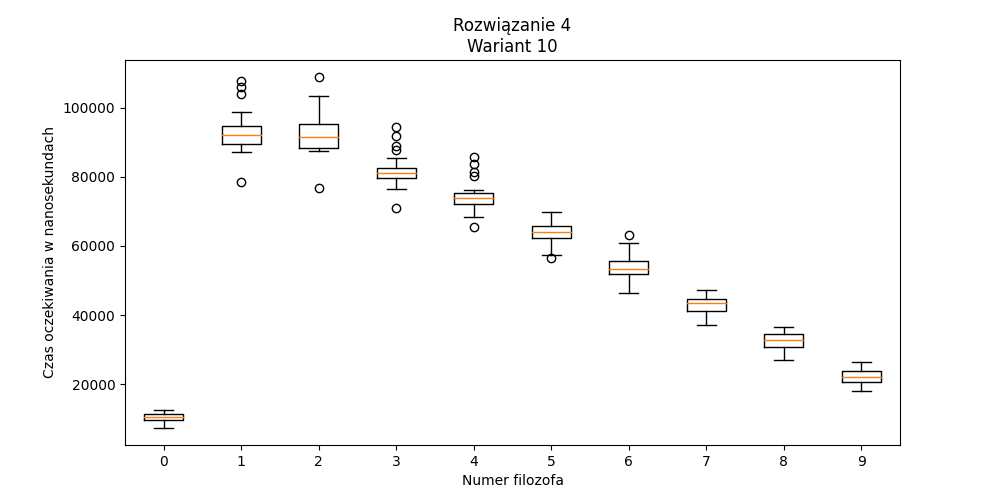 Rozwiązanie 4
Wariant 10
Czas oczekiwania w nanosekundach
100000
80000
60000
40000
20000
0 1 2 3 4 5 6 7 8 9
Numer filozofa